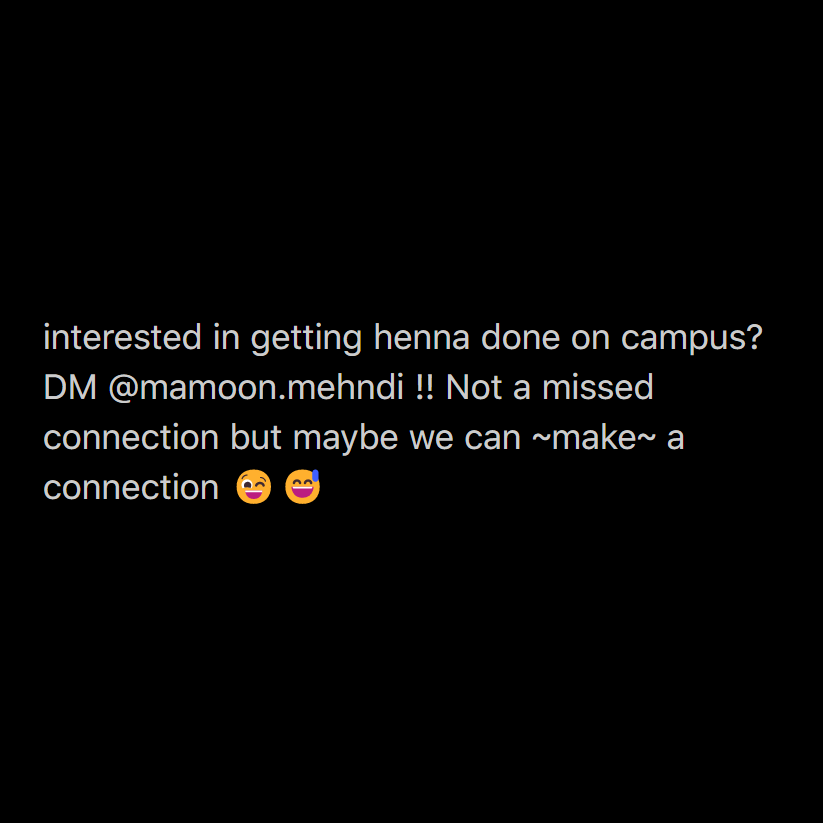 interested in getting henna done on campus?
DM @mamoon.mehndi !! Not a missed
connection but maybe we can ~make~ a
connection 😉 😅